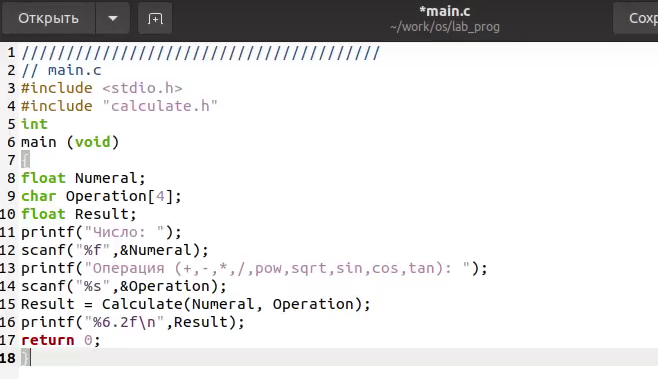 Открыть
*main.c
~/work/os/lab_prog
Сохр
1 ////////////////////////////////////////
2 // main.c
3 #include <stdio.h>
4 #include "calculate.h"
5 int
6 main (void)
7 {
8 float Numeral;
9 char Operation[4];
10 float Result;
11 printf("Число: ");
12 scanf("%f",&Numeral);
13 printf("Операция (+,-,*,/,pow,sqrt,sin,cos,tan): ");
14 scanf("%s",&Operation);
15 Result = Calculate(Numeral, Operation);
16 printf("%6.2f\n",Result);
17 return 0;
18 }